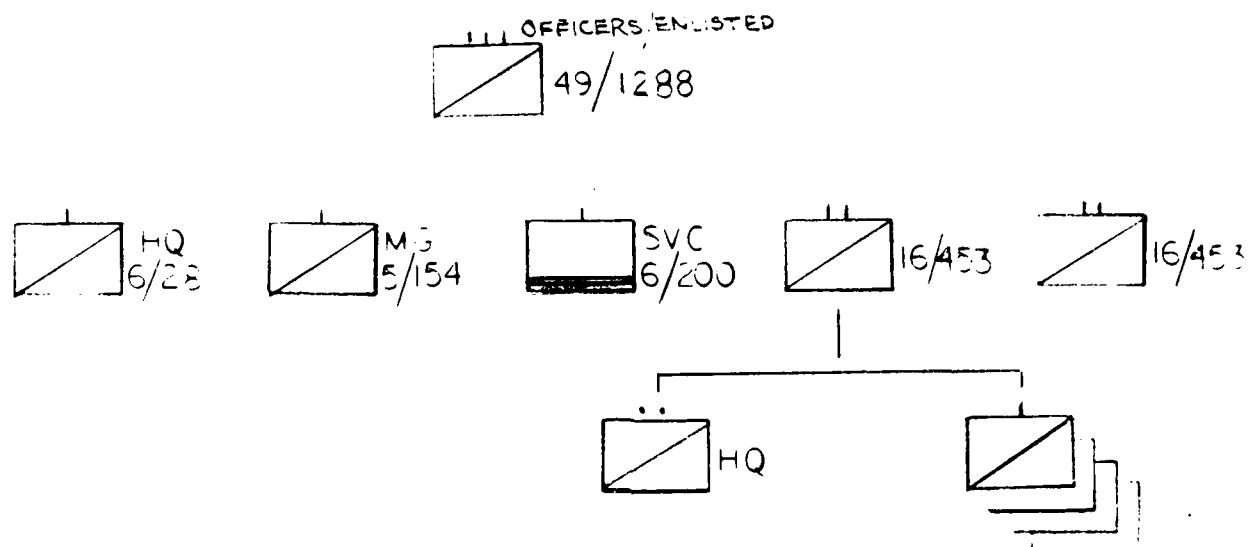 OFFICERS/ENLISTED
49/1288
HQ
6/28
MG
5/154
SVC
6/200
16/453
16/453
HQ